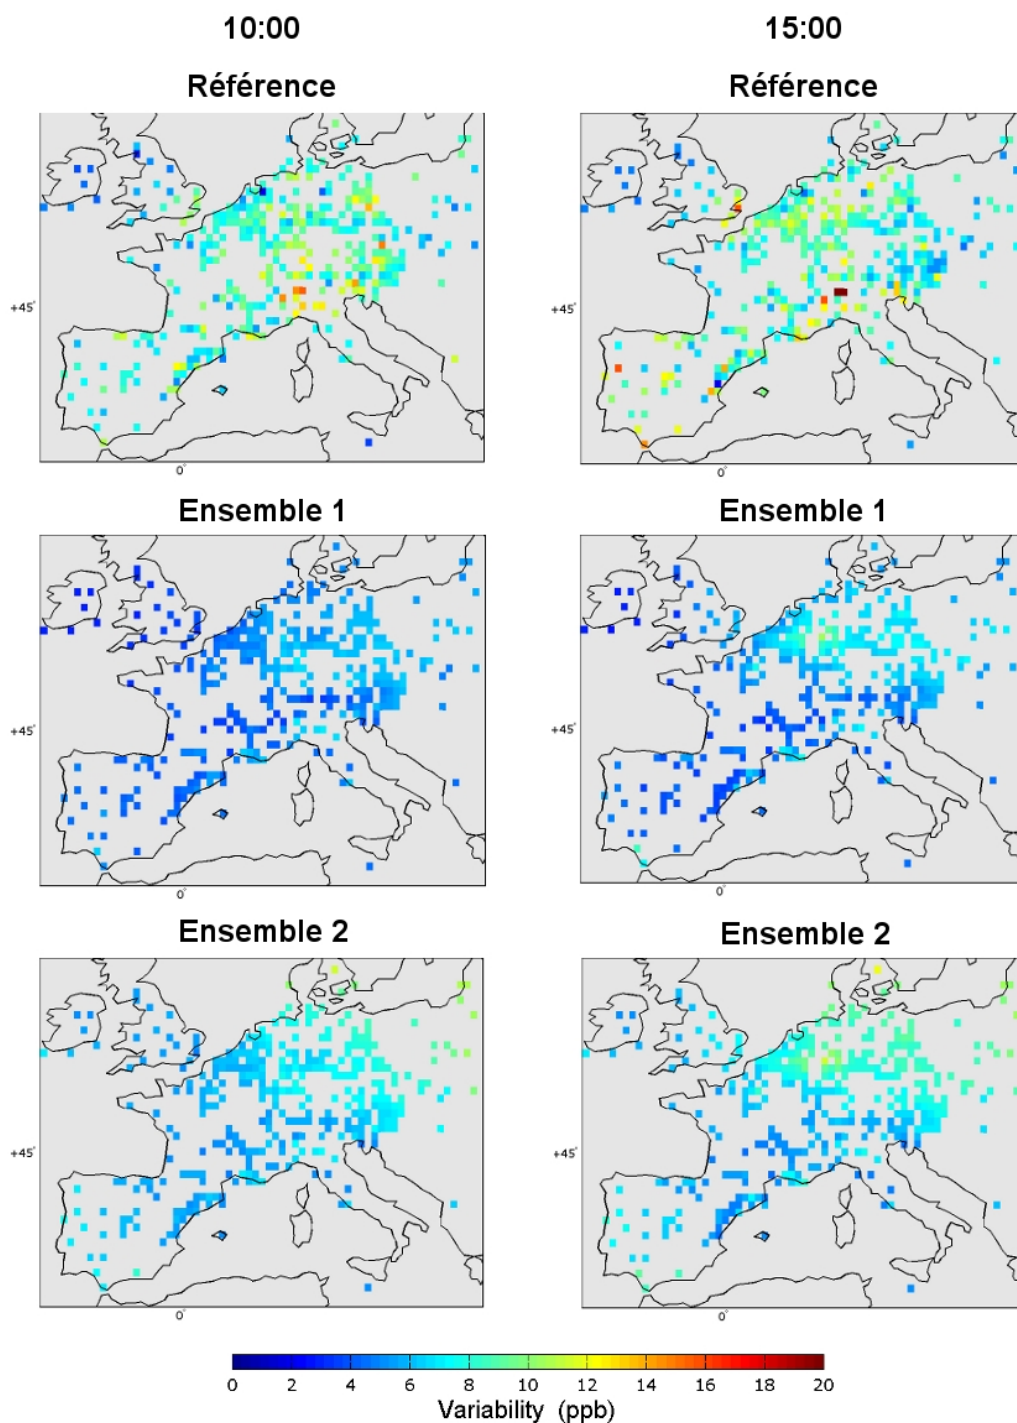 10:00 15:00
Référence Référence
+45° +45°
0° 0°
Ensemble 1 Ensemble 1
+45° +45°
0° 0°
Ensemble 2 Ensemble 2
+45° +45°
0° 0°
0 2 4 6 8 10 12 14 16 18 20
Variability (ppb)